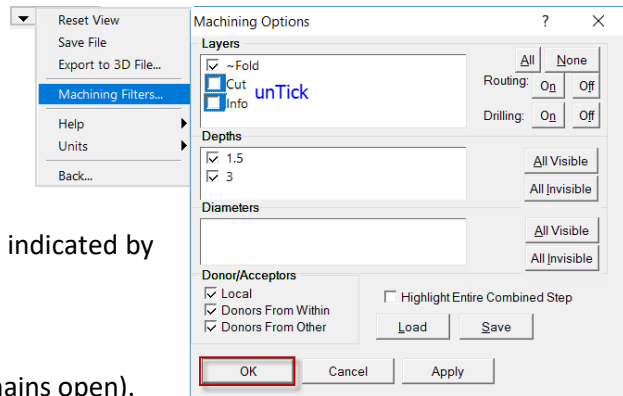 Reset View
Save File
Export to 3D File...
Machining Filters...
Help
Units
Back...
indicated by
ains open).
Machining Options ? ×
Layers
~Fold
Cut
Info
unTick
All None
Routing: On Off
Drilling: On Off
Depths
1.5
3
All Visible
All Invisible
Diameters
All Visible
All Invisible
Donor/Acceptors
Local
Donors From Within
Donors From Other
Highlight Entire Combined Step
Load Save
OK Cancel Apply